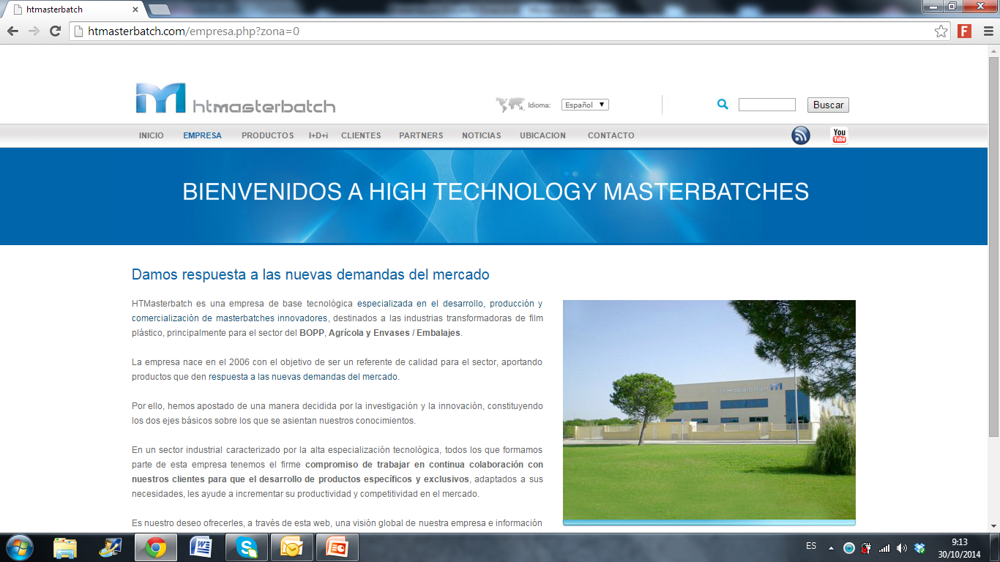 htmasterbatch
htmasterbatch.com/empresa.php?zona=0
F
htmasterbatch
Idioma:
Español
Buscar
INICIO EMPRESA PRODUCTOS I+D+i CLIENTES PARTNERS NOTICIAS UBICACION CONTACTO
You
Tube
BIENVENIDOS A HIGH TECHNOLOGY MASTERBATCHES
Damos respuesta a las nuevas demandas del mercado
HTMasterbatch es una empresa de base tecnológica especializada en el desarrollo, producción y
comercialización de masterbatches innovadores, destinados a las industrias transformadoras de film
plástico, principalmente para el sector del BOPP, Agrícola y Envases / Embalajes.
La empresa nace en el 2006 con el objetivo de ser un referente de calidad para el sector, aportando
productos que den respuesta a las nuevas demandas del mercado.
Por ello, hemos apostado de una manera decidida por la investigación y la innovación, constituyendo
los dos ejes básicos sobre los que se asientan nuestros conocimientos.
En un sector industrial caracterizado por la alta especialización tecnológica, todos los que formamos
parte de esta empresa tenemos el firme compromiso de trabajar en continua colaboración con
nuestros clientes para que el desarrollo de productos específicos y exclusivos, adaptados a sus
necesidades, les ayude a incrementar su productividad y competitividad en el mercado.
Es nuestro deseo ofrecerles, a través de esta web, una visión global de nuestra empresa e información
htmasterbatch
ES
9:13
30/10/2014